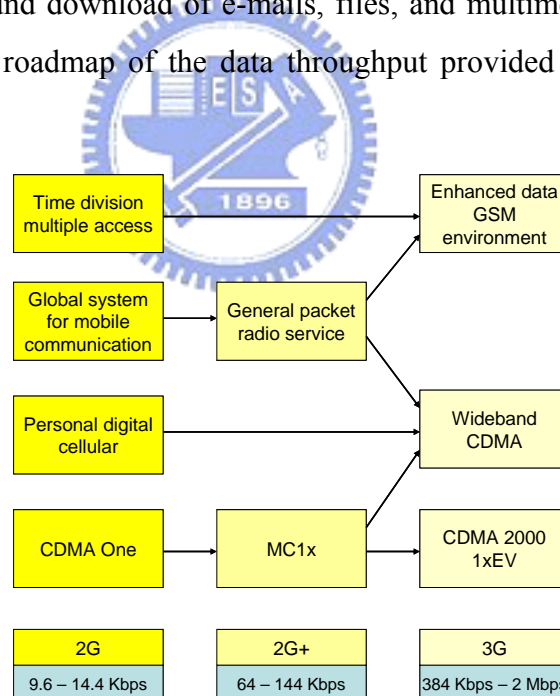 and download of e-mails, files, and
roadmap of the data throughput provided
E S A
1896
Time division
multiple access
Enhanced data
GSM
environment
Global system
for mobile
communication
General packet
radio service
Personal digital
cellular
Wideband
CDMA
CDMA One
MC1x
CDMA 2000
1xEV
2G
2G+
3G
9.6 – 14.4 Kbps
64 – 144 Kbps
384 Kbps – 2 Mbps